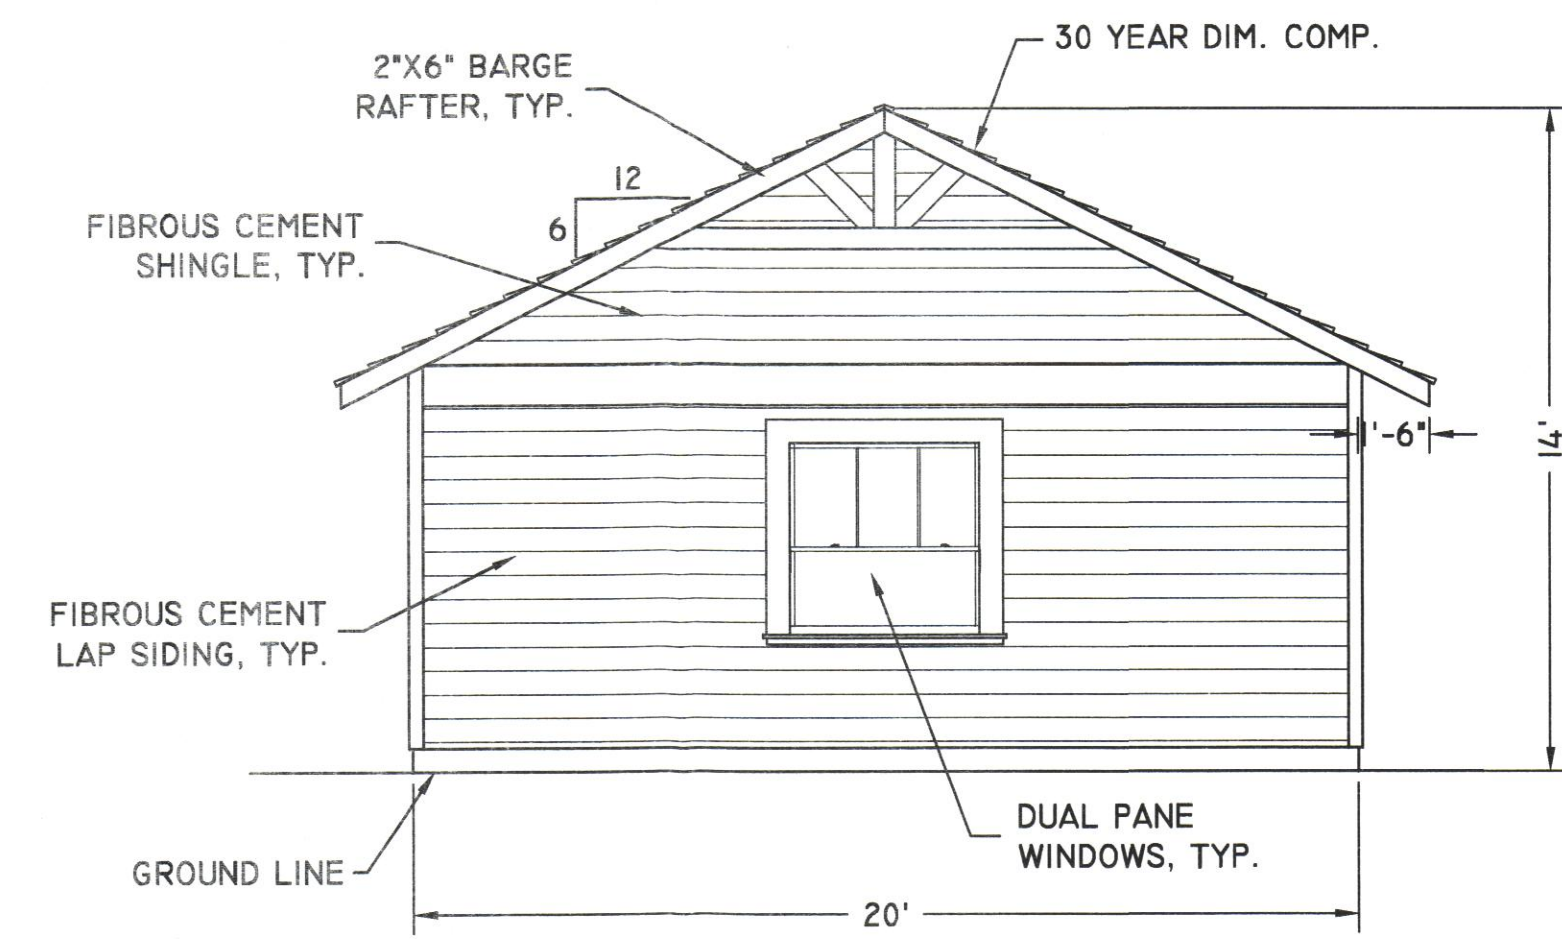 30 YEAR DIM. COMP.
2"X6" BARGE
RAFTER, TYP.
12
6
FIBROUS CEMENT
SHINGLE, TYP.
1'-6"
14'
FIBROUS CEMENT
LAP SIDING, TYP.
DUAL PANE
WINDOWS, TYP.
GROUND LINE
20'